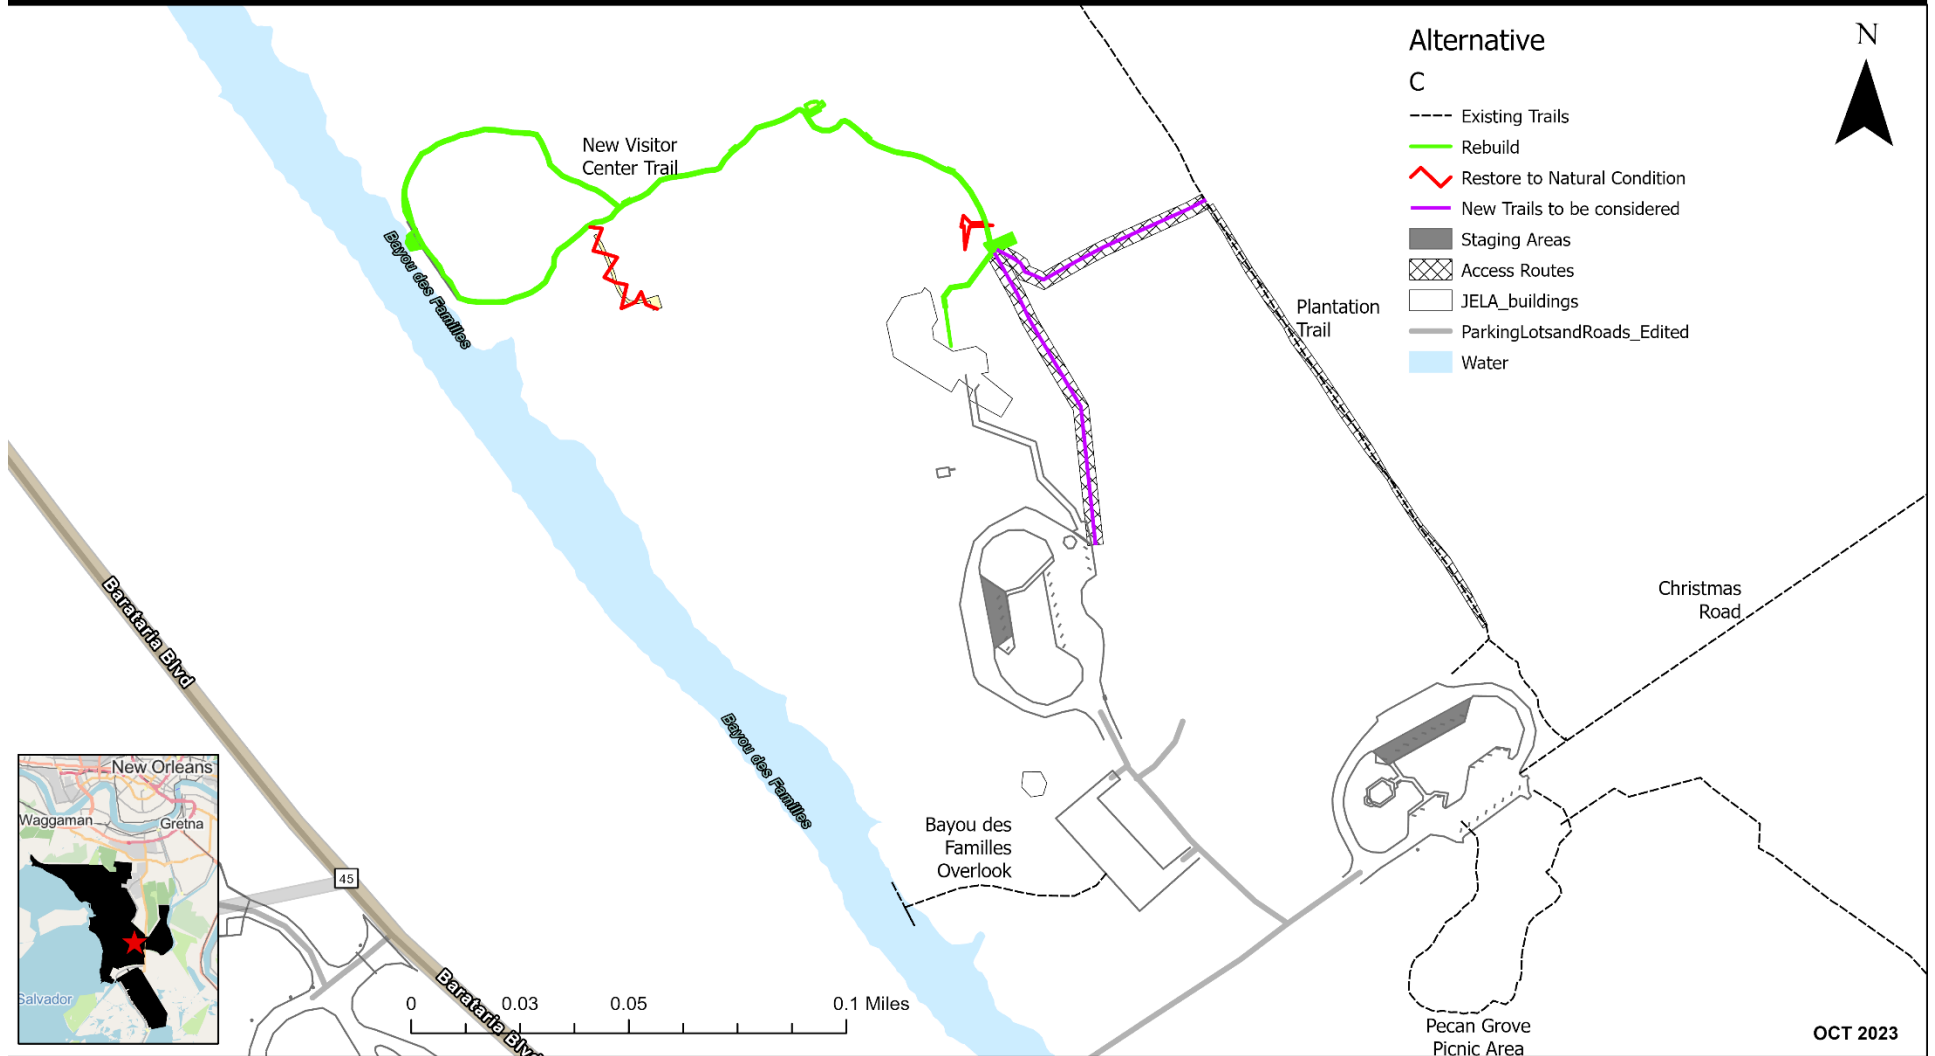 Alternative
C
Existing Trails
Rebuild
Restore to Natural Condition
New Trails to be considered
Staging Areas
Access Routes
JELA_buildings
ParkingLotsandRoads_Edited
Water
N
New Visitor
Center Trail
Bayou des Familles
Plantation
Trail
Christmas
Road
Barataria Blvd
Bayou des Familles
Bayou des
Familles
Overlook
45
Barataria Blvd
Pecan Grove
Picnic Area
New Orleans
Waggaman
Gretna
Salvador
0 0.03 0.05 0.1 Miles
OCT 2023